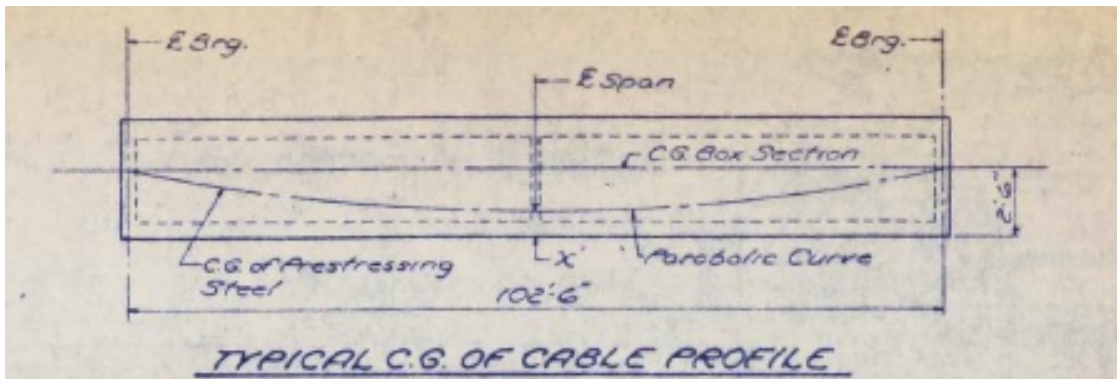 ℄ Brg.
℄ Brg.
℄ Span
C.G. Box Section
2'-6"
C.G. of Prestressing
Steel
X'
Parabolic Curve
102'-6"
TYPICAL C.G. OF CABLE PROFILE